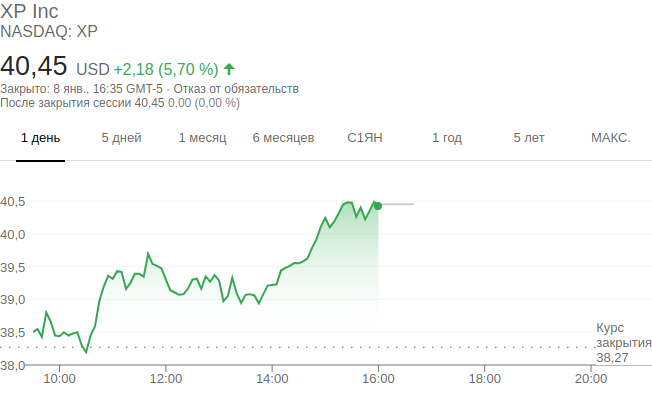 XP Inc
NASDAQ: XP
40,45 USD +2,18 (5,70 %)
Закрыто: 8 янв., 16:35 GMT-5 · Отказ от обязательств
После закрытия сессии 40,45 0,00 (0,00 %)
1 день 5 дней 1 месяц 6 месяцев С1ЯН 1 год 5 лет МАКС.
40,5
40,0
39,5
39,0
38,5
38,0
Курс
закрытия
38,27
10:00 12:00 14:00 16:00 18:00 20:00